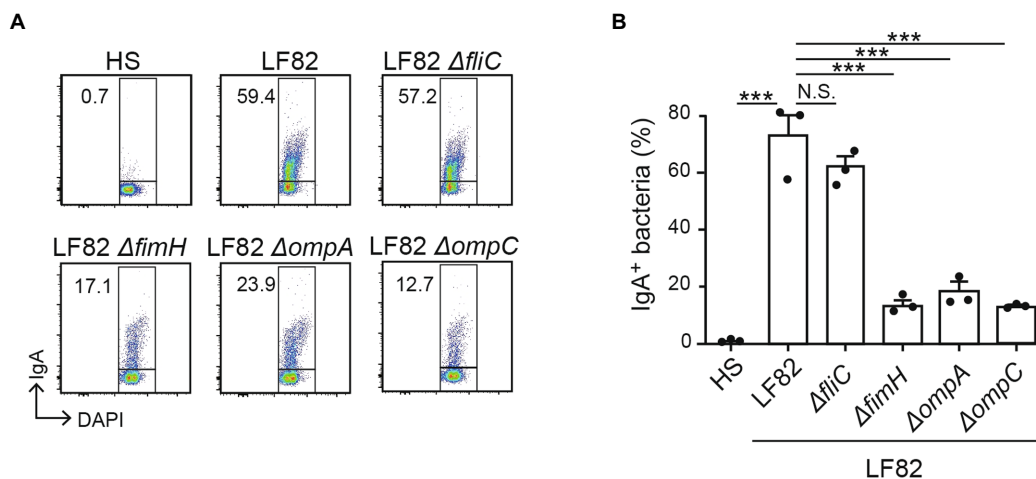 A
HS
LF82
LF82 ΔfliC
0.7
59.4
57.2
LF82 ΔfimH
LF82 ΔompA
LF82 ΔompC
17.1
23.9
12.7
IgA
DAPI
B
***
***
***
***
N.S.
IgA+ bacteria (%)
80
60
40
20
0
HS
LF82
ΔfliC
ΔfimH
ΔompA
ΔompC
LF82